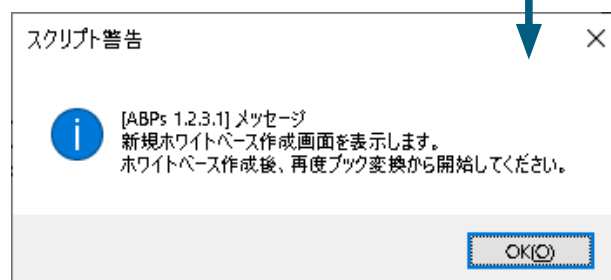 スクリプト警告
[ABPs 1.2.3.1] メッセージ
新規ホワイトベース作成画面を表示します。
ホワイトベース作成後、再度ブック変換から開始してください。
OK(O)